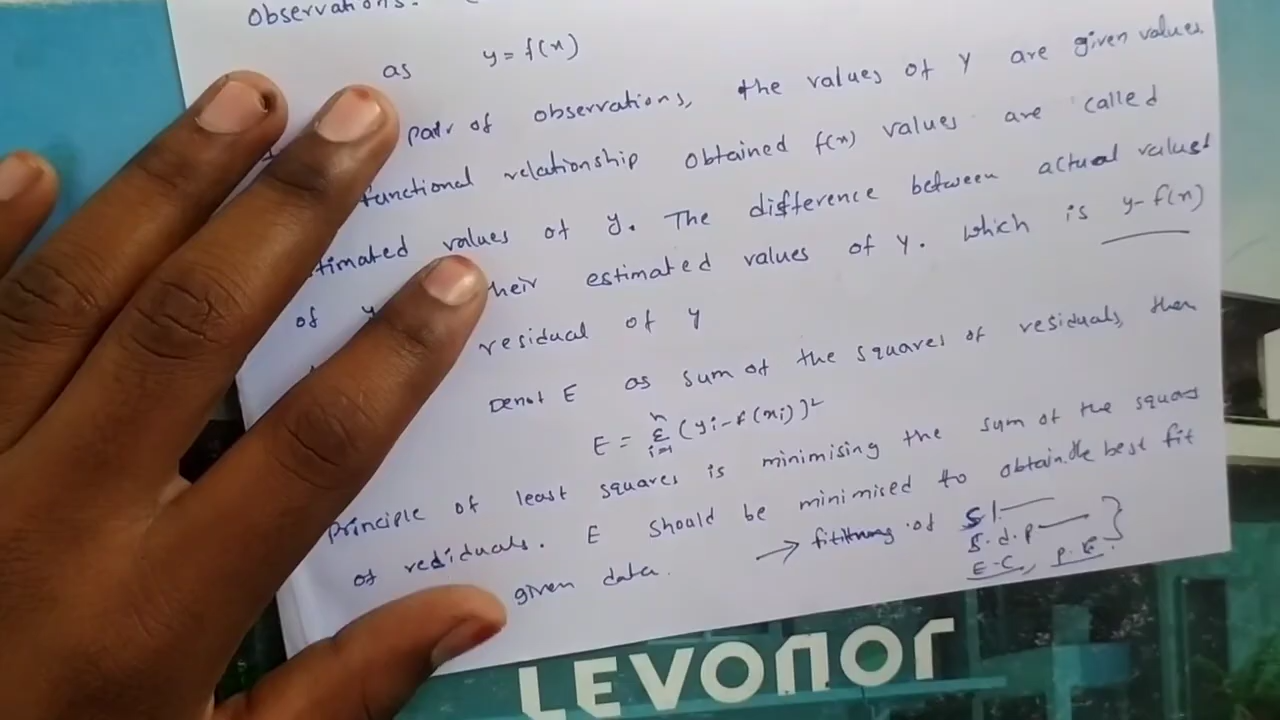 observations.
as y = f(x)
pair of observations, the values of y are given values.
functional relationship obtained f(x) values are called
timated values of y. The difference between actual values
of y heir estimated values of y. which is y-f(x)
residual of y
Denot E as sum of the squares of residuals, then
E = n Σ i=1 (yi-f(xi))²
principle of least squares is minimising the sum of the squares
of residuals. E should be minimised to obtain the best fit
given data. → fitting of S l
S.d.p
E.C, P.C.
LEVONOR